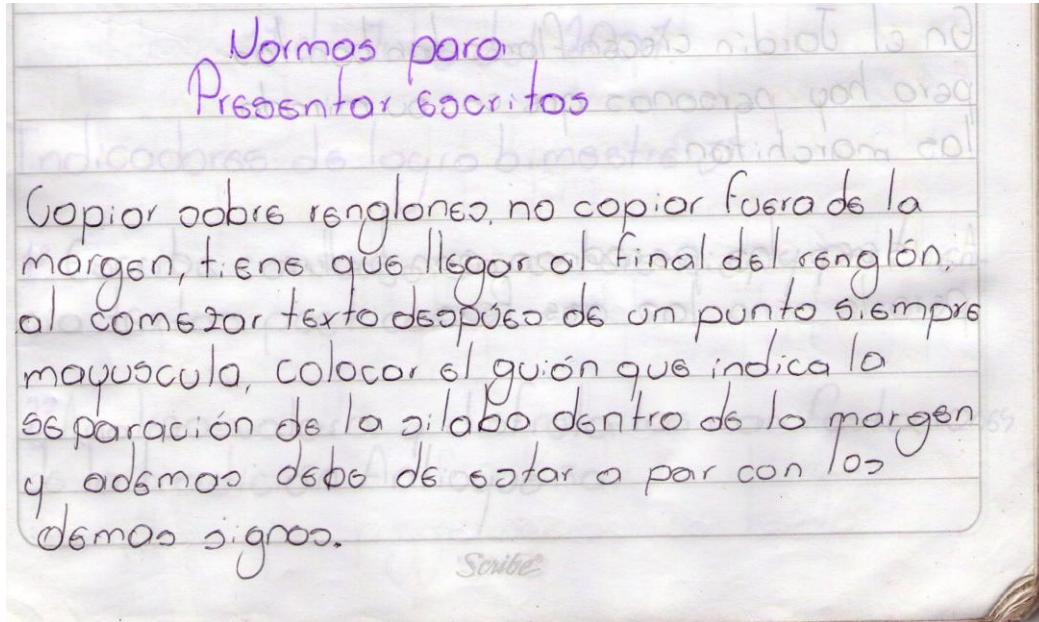 Normas para
Presentar escritos
Copiar sobre renglones, no copiar fuera de la
margen, tiene que llegar al final del renglón,
al comezar texto despúes de un punto siempre
mayuscula, colocar el guión que indica la
separación de la silaba dentro de la margen
y ademas debe de estar a par con los
demas signos.
Scribe